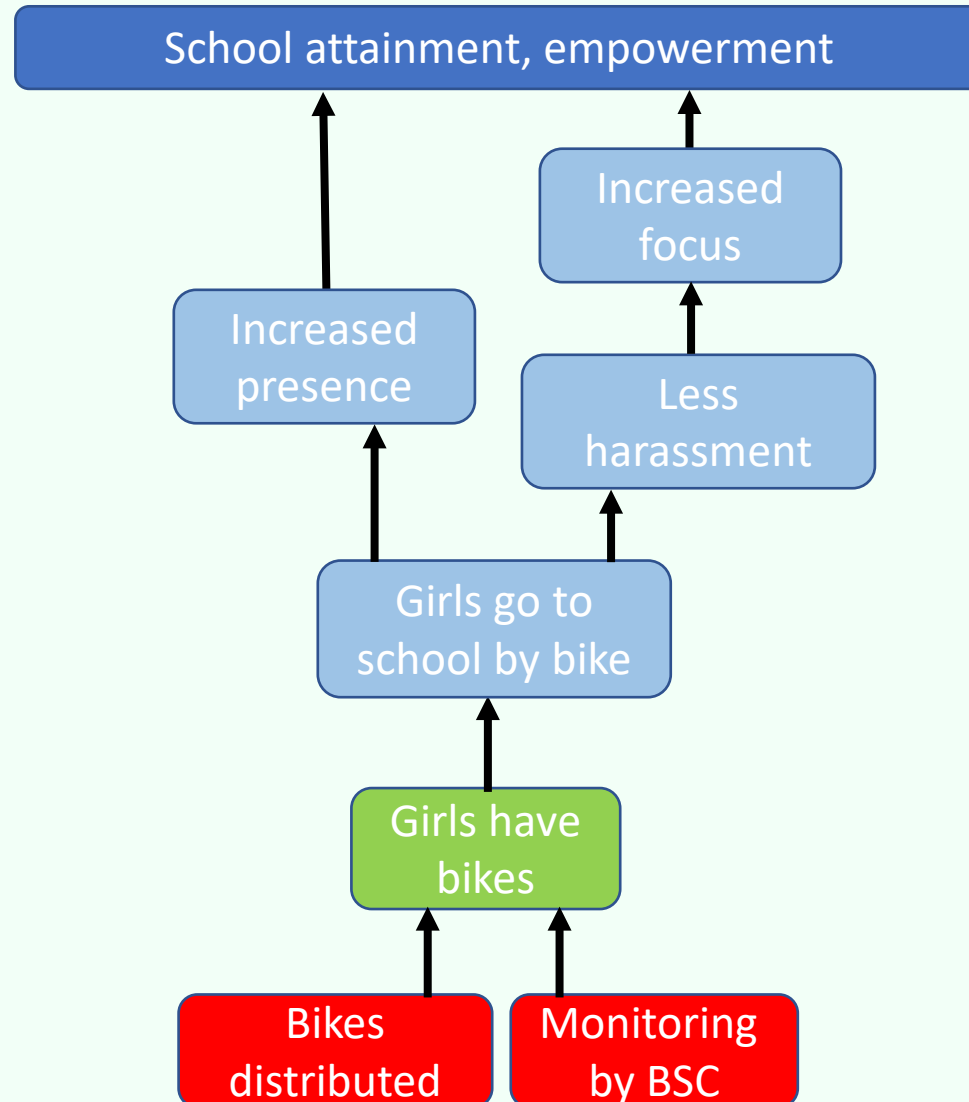 School attainment, empowerment
Increased
focus
Increased
presence
Less
harassment
Girls go to
school by bike
Girls have
bikes
Bikes
distributed
Monitoring
by BSC